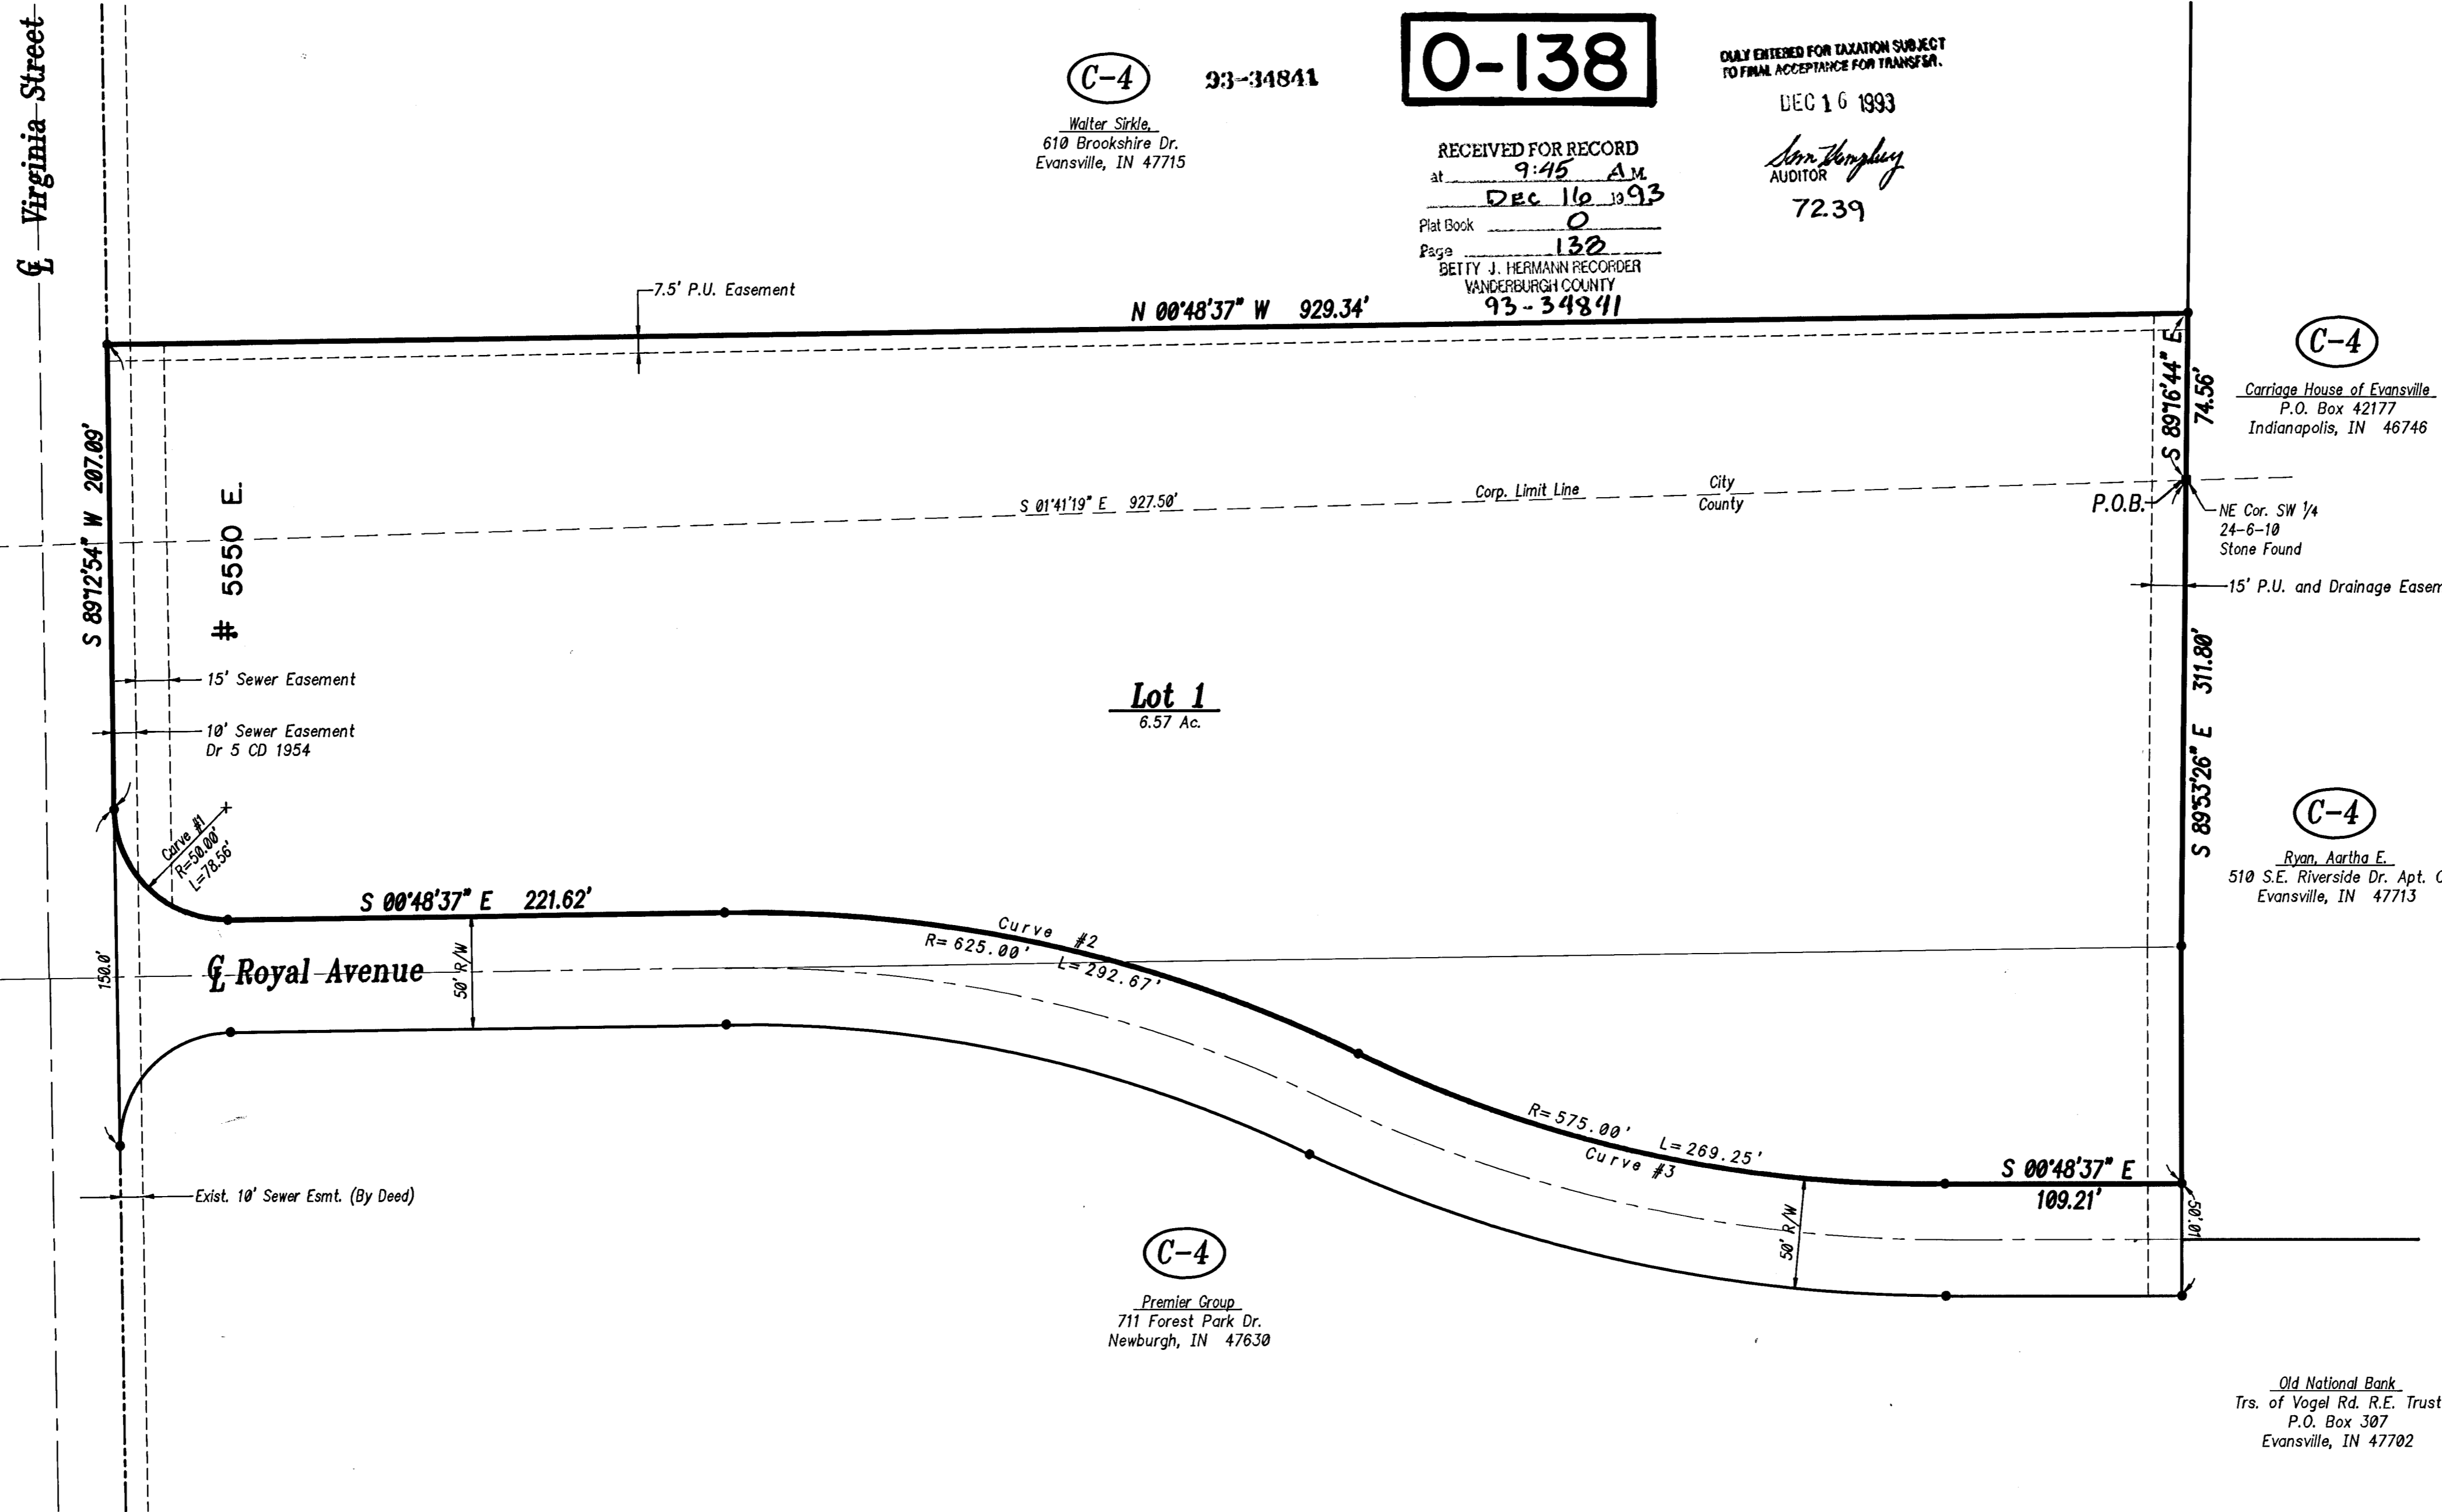 ℄ Virginia Street
C-4
Walter Sirkle,
610 Brookshire Dr.
Evansville, IN 47715
93-34841
O-138
RECEIVED FOR RECORD
at 9:45 A M.
DEC 16 1993
Plat Book O
Page 138
BETTY J. HERMANN RECORDER
VANDERBURGH COUNTY
93-34841
DULY ENTERED FOR TAXATION SUBJECT
TO FINAL ACCEPTANCE FOR TRANSFER.
DEC 16 1993
AUDITOR
7239
7.5' P.U. Easement
N 00°48'37" W 929.34'
S 89°16'44" E
74.56'
C-4
Carriage House of Evansville
P.O. Box 42177
Indianapolis, IN 46746
S 89°12'54" W 207.09'
# 5550 E.
S 01°41'19" E 927.50'
Corp. Limit Line
City
County
P.O.B.
NE Cor. SW 1/4
24-6-10
Stone Found
15' P.U. and Drainage Easem
S 89°53'26" E 311.80'
15' Sewer Easement
10' Sewer Easement
Dr 5 CD 1954
Lot 1
6.57 Ac.
C-4
Ryan, Aartha E.
510 S.E. Riverside Dr. Apt.
Evansville, IN 47713
Curve #1
R=50.00'
L=78.56'
S 00°48'37" E 221.62'
Curve #2
R= 625.00' L= 292.67'
150.0'
℄ Royal Avenue
50' R/W
R= 575.00' L= 269.25'
Curve #3
S 00°48'37" E
109.21'
50' R/W
50.01'
Exist. 10' Sewer Esmt. (By Deed)
C-4
Premier Group
711 Forest Park Dr.
Newburgh, IN 47630
Old National Bank
Trs. of Vogel Rd. R.E. Trust
P.O. Box 307
Evansville, IN 47702